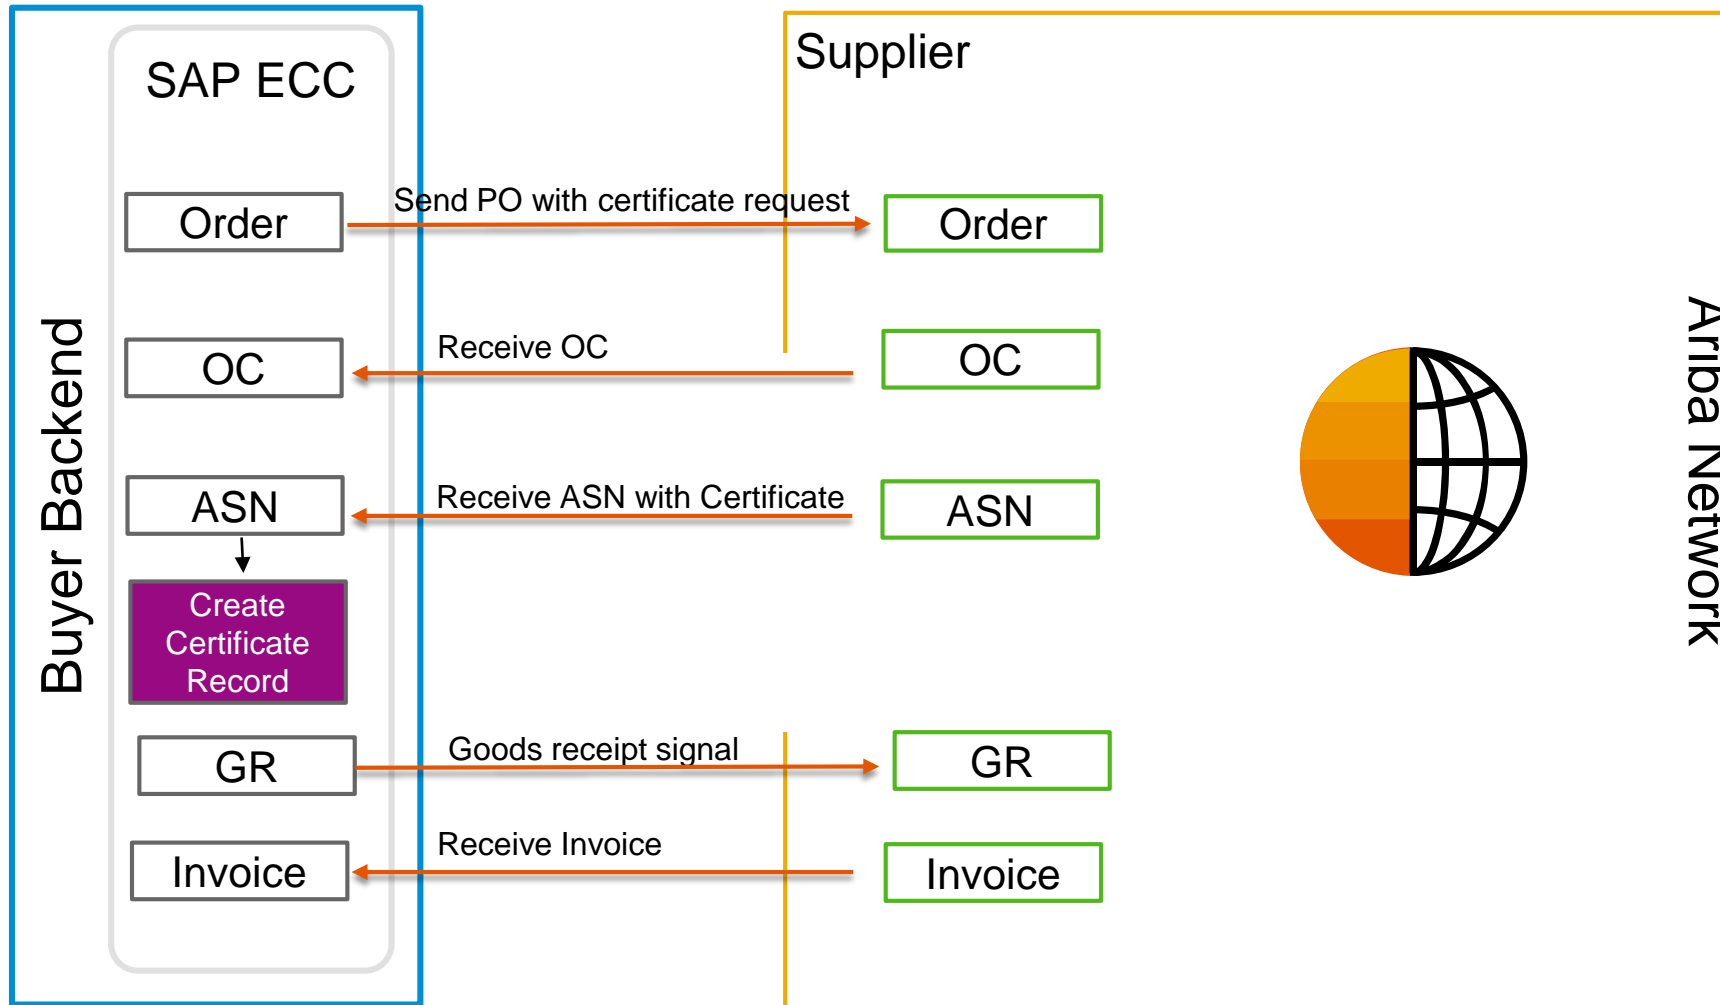 SAP ECC
Supplier
Buyer Backend
Ariba Network
Order
Send PO with certificate request
Order
OC
Receive OC
OC
ASN
Receive ASN with Certificate
ASN
Create
Certificate
Record
GR
Goods receipt signal
GR
Invoice
Receive Invoice
Invoice